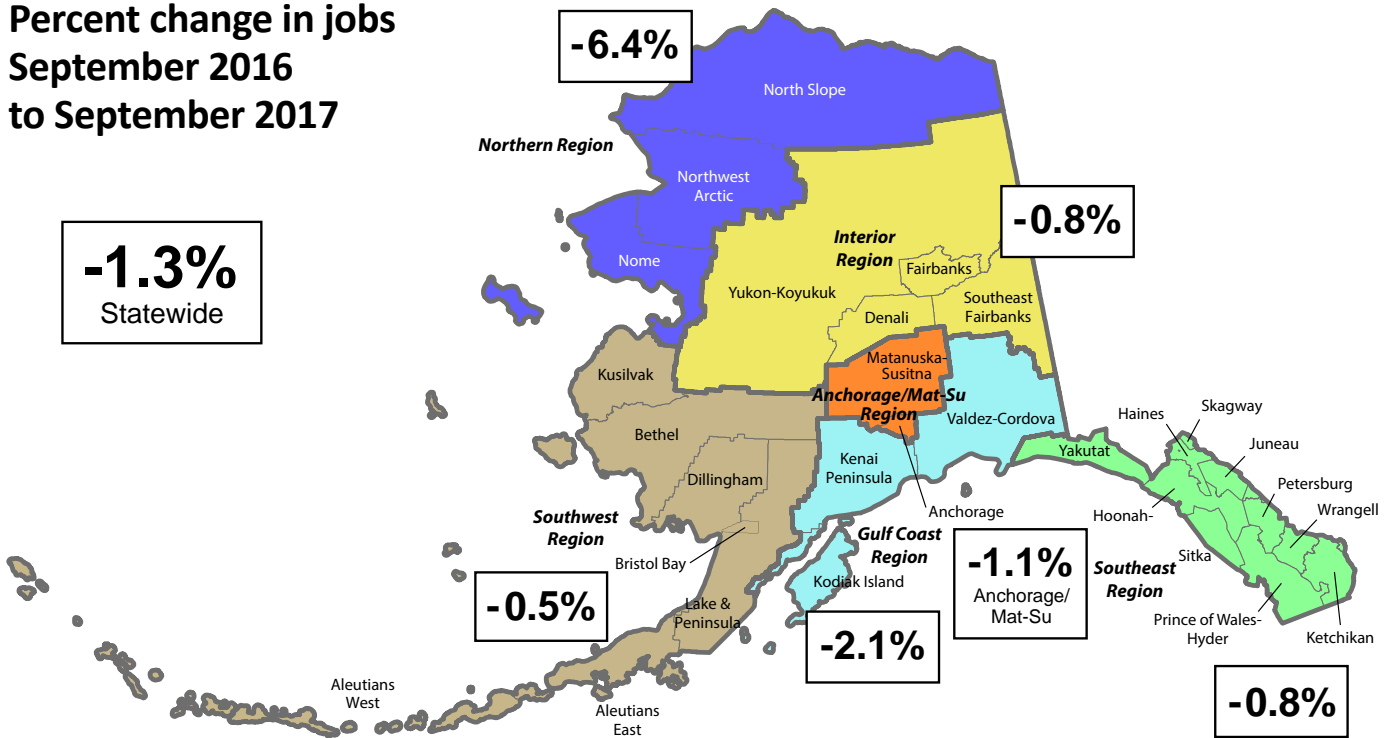 Percent change in jobs
September 2016
to September 2017
-6.4%
North Slope
Northern Region
Northwest
Arctic
-0.8%
-1.3%
Statewide
Interior
Region
Nome
Fairbanks
Yukon-Koyukuk
Southeast
Fairbanks
Denali
Matanuska-
Susitna
Kusilvak
Anchorage/Mat-Su
Region
Valdez-Cordova
Haines
Skagway
Bethel
Juneau
Yakutat
Kenai
Peninsula
Dillingham
Petersburg
Anchorage
Wrangell
Hoonah-
Southwest
Region
Gulf Coast
Region
Bristol Bay
Sitka
-1.1%
Anchorage/
Mat-Su
Southeast
Region
Kodiak Island
-0.5%
Lake &
Peninsula
Prince of Wales-
Hyder
Ketchikan
-2.1%
Aleutians
West
Aleutians
East
-0.8%